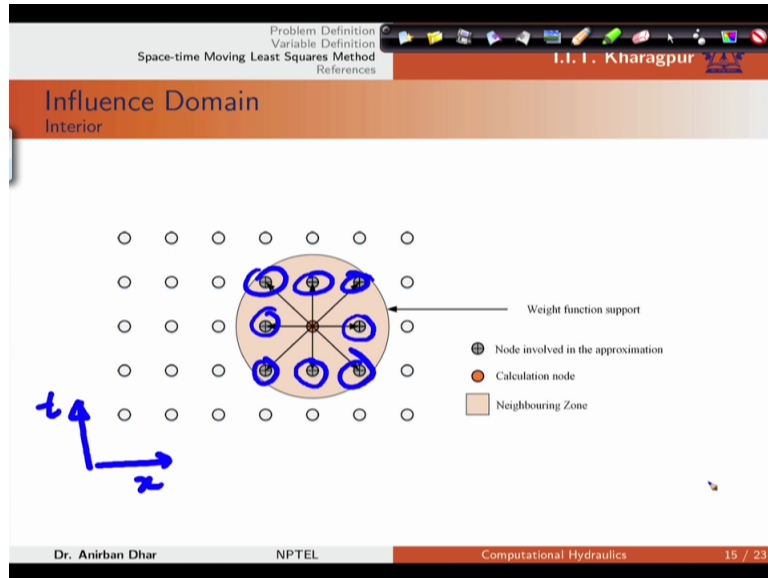 Problem Definition
Variable Definition
Space-time Moving Least Squares Method
References
I.I.T. Kharagpur
Influence Domain
Interior
Weight function support
Node involved in the approximation
Calculation node
Neighbouring Zone
t
x
Dr. Anirban Dhar
NPTEL
Computational Hydraulics
15 / 23